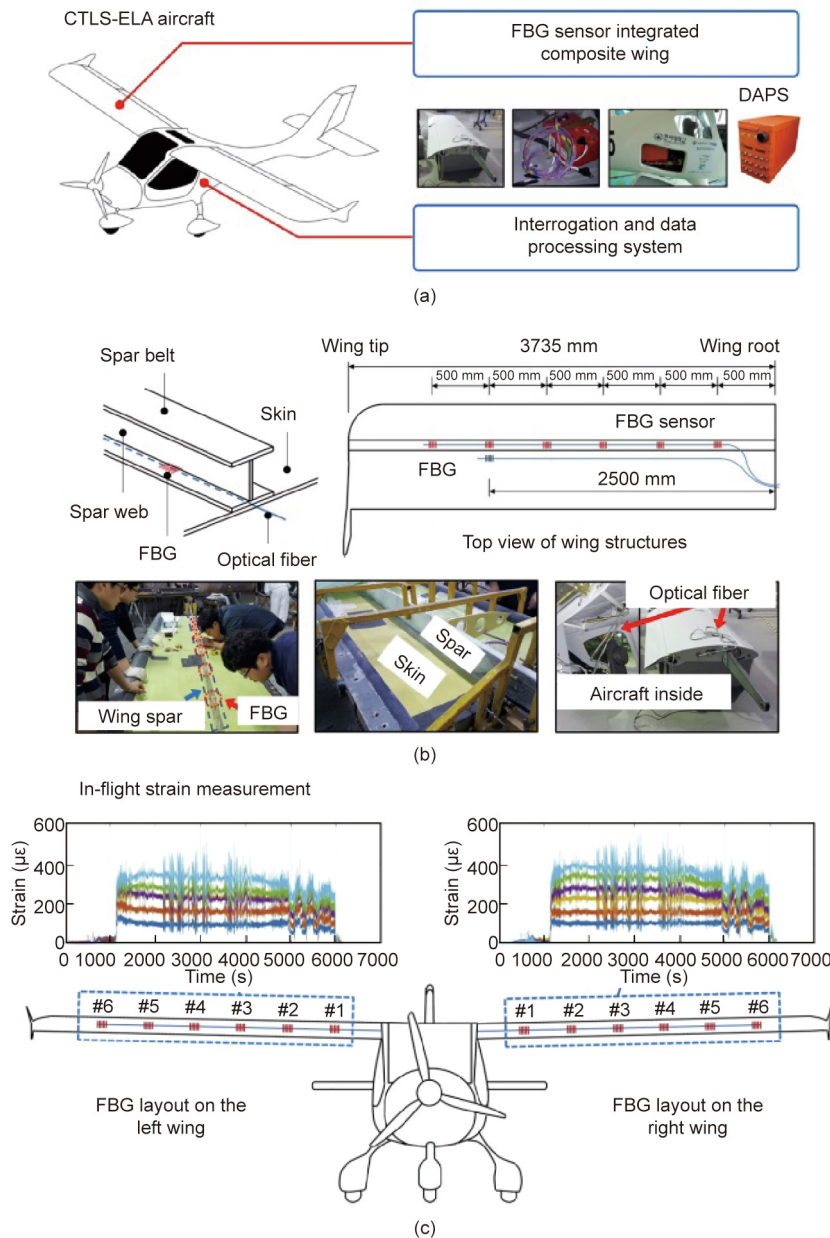 CTLS-ELA aircraft
FBG sensor integrated
composite wing
DAPS
Interrogation and data
processing system
(a)
Spar belt
Skin
Spar web
FBG
Optical fiber
Wing tip
3735 mm
Wing root
500 mm
500 mm
500 mm
500 mm
500 mm
500 mm
FBG sensor
FBG
2500 mm
Top view of wing structures
Wing spar
FBG
Skin
Spar
Optical fiber
Aircraft inside
(b)
In-flight strain measurement
Strain (με)
600
400
200
0
0 1000 2000 3000 4000 5000 6000 7000
Time (s)
Strain (με)
600
400
200
0
0 1000 2000 3000 4000 5000 6000 7000
Time (s)
#6 #5 #4 #3 #2 #1
#1 #2 #3 #4 #5 #6
FBG layout on the
left wing
FBG layout on the
right wing
(c)